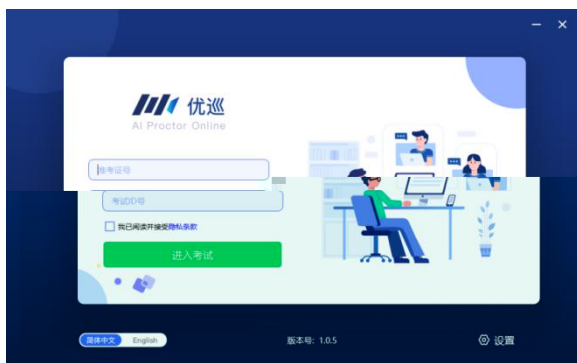 优巡
AI Proctor Online
准考证号
考试ID号
我已阅读并接受隐私条款
进入考试
简体中文 English
版本号: 1.0.5
设置